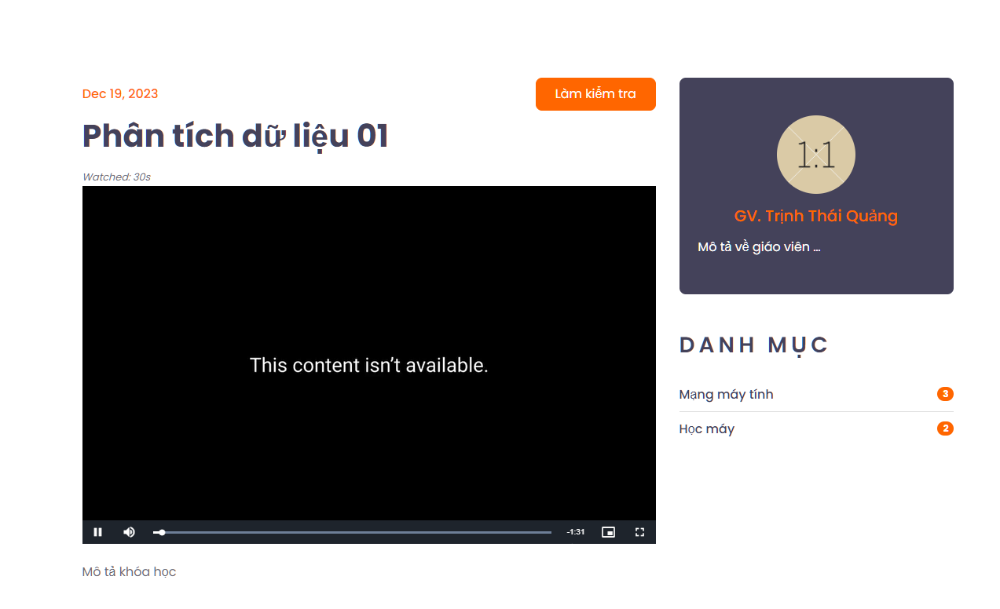 Dec 19, 2023
Làm kiểm tra
Phân tích dữ liệu 01
Watched: 30s
This content isn’t available.
-1:31
Mô tả khóa học
1:1
GV. Trịnh Thái Quảng
Mô tả về giáo viên ...
DANH MỤC
Mạng máy tính 3
Học máy 2